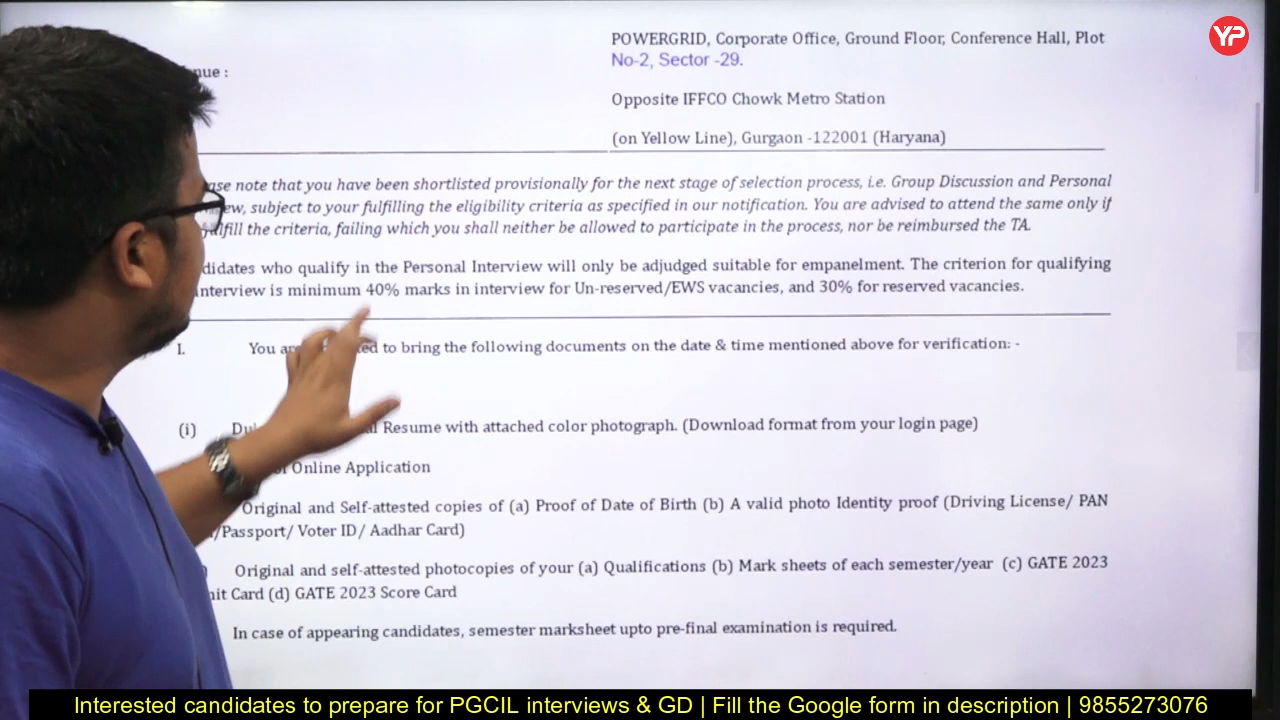 YP
POWERGRID, Corporate Office, Ground Floor, Conference Hall, Plot
No-2, Sector -29.
nue :
Opposite IFFCO Chowk Metro Station
(on Yellow Line), Gurgaon -122001 (Haryana)
ase note that you have been shortlisted provisionally for the next stage of selection process, i.e. Group Discussion and Personal
ew, subject to your fulfilling the eligibility criteria as specified in our notification. You are advised to attend the same only if
ulfill the criteria, failing which you shall neither be allowed to participate in the process, nor be reimbursed the TA.
didates who qualify in the Personal Interview will only be adjudged suitable for empanelment. The criterion for qualifying
interview is minimum 40% marks in interview for Un-reserved/EWS vacancies, and 30% for reserved vacancies.
I. You are ed to bring the following documents on the date & time mentioned above for verification: -
(i) Du l Resume with attached color photograph. (Download format from your login page)
Online Application
Original and Self-attested copies of (a) Proof of Date of Birth (b) A valid photo Identity proof (Driving License/ PAN
/Passport/ Voter ID/ Aadhar Card)
Original and self-attested photocopies of your (a) Qualifications (b) Mark sheets of each semester/year (c) GATE 2023
it Card (d) GATE 2023 Score Card
In case of appearing candidates, semester marksheet upto pre-final examination is required.
Interested candidates to prepare for PGCIL interviews & GD | Fill the Google form in description | 9855273076